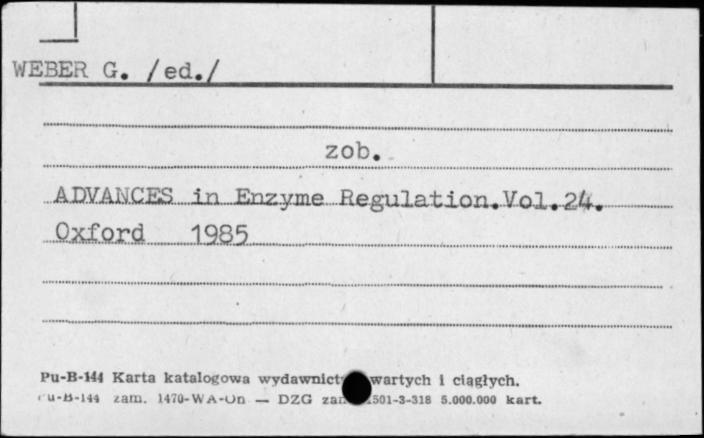 WEBER G. /ed./
zob.
ADVANCES in Enzyme Regulation.Vol.24.
Oxford 1985
Pu-B-144 Karta katalogowa wydawnict wartych i ciągłych.
Pu-B-144 zam. 1470-WA-Un — DZG zam 501-3-318 5.000.000 kart.